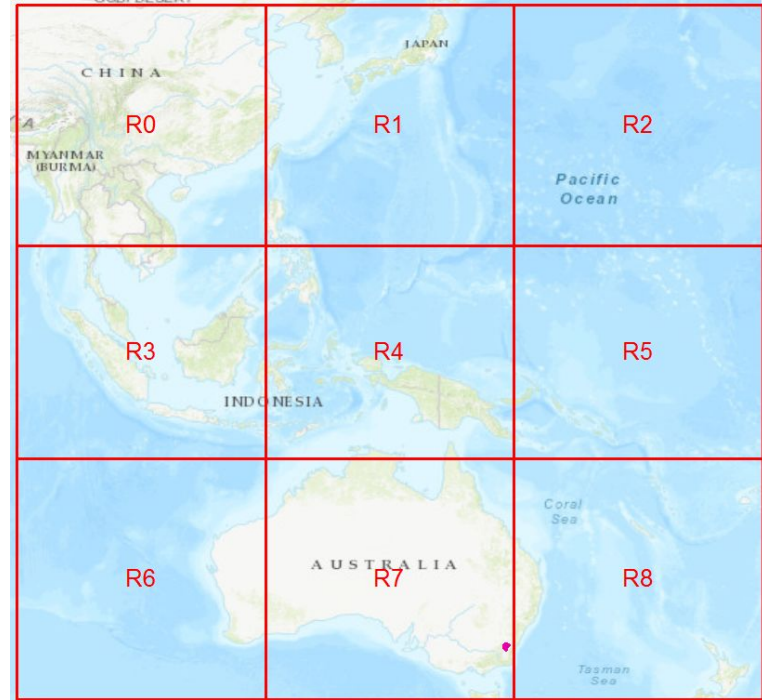 JAPAN
CHINA
R0
R1
R2
MYANMAR
(BURMA)
Pacific
Ocean
R3
R4
R5
INDONESIA
Coral
Sea
AUSTRALIA
R6
R7
R8
Tasman
Sea